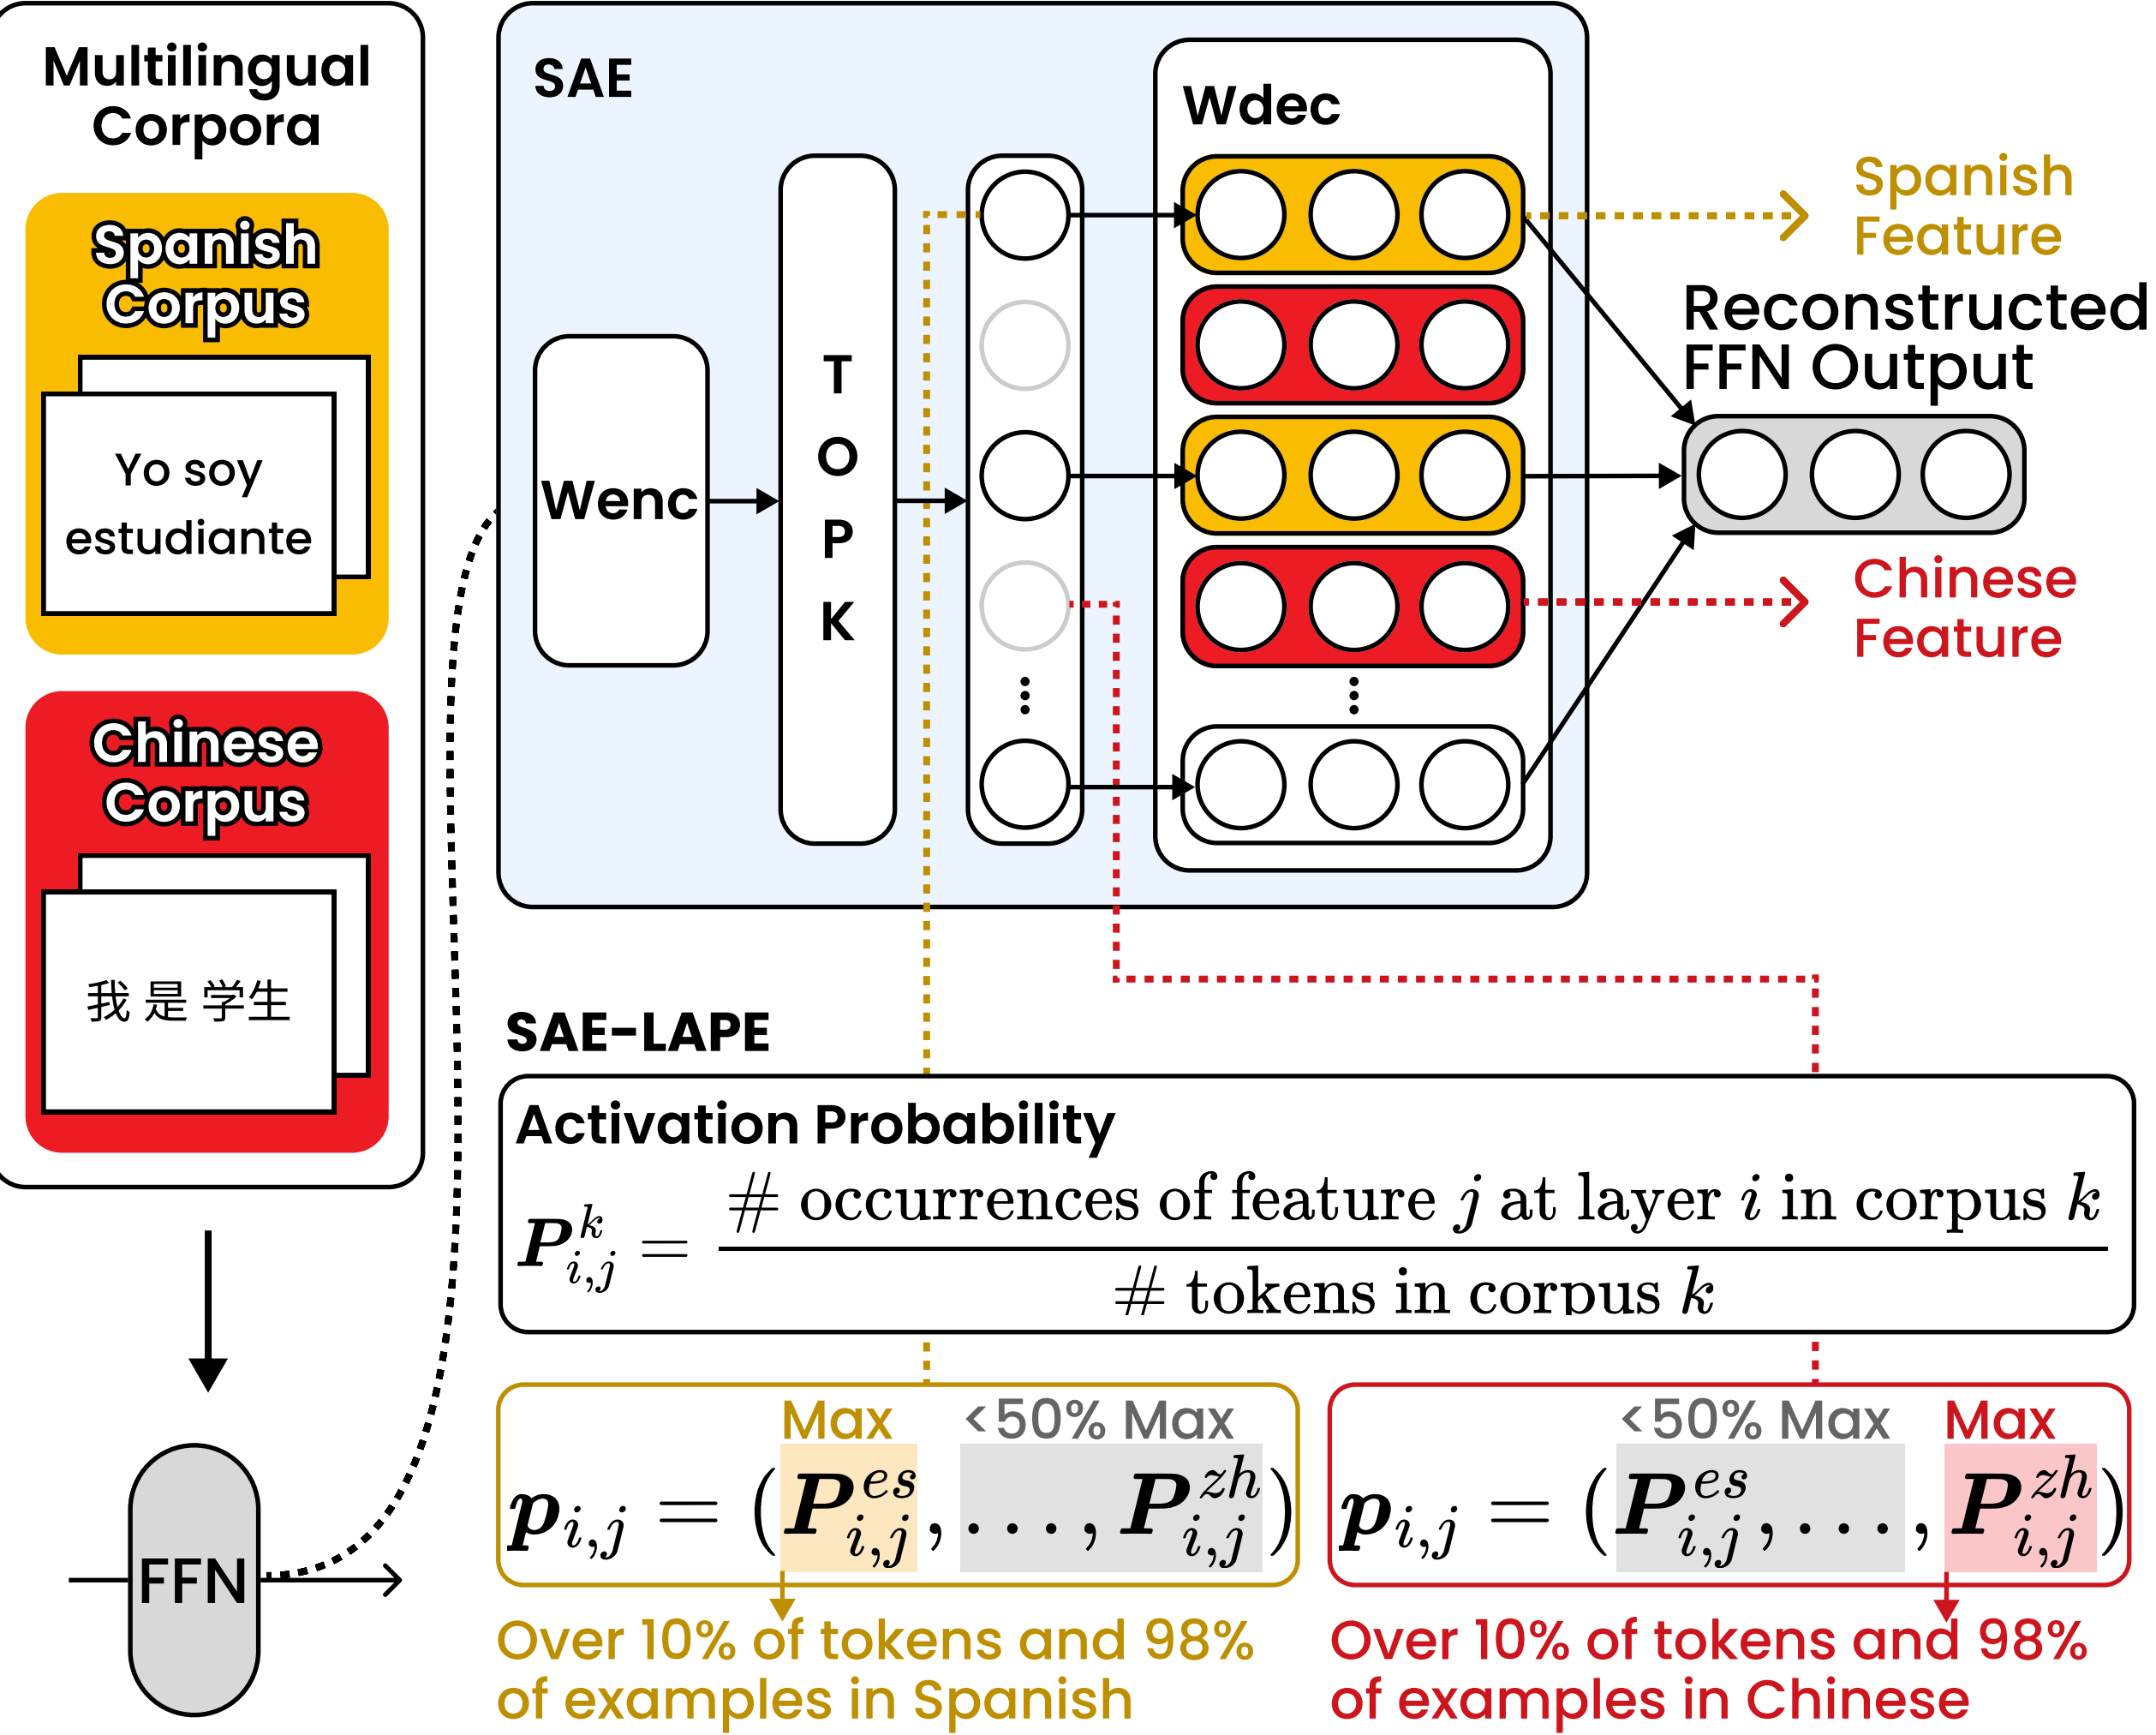 Multilingual
Corpora
Spanish
Corpus
Yo soy
estudiante
Chinese
Corpus
我 是 学生
FFN
SAE
Wenc
T
O
P
K
Wdec
Spanish
Feature
Reconstructed
FFN Output
Chinese
Feature
SAE-LAPE
Activation Probability
P^k_{i,j} = # occurrences of feature j at layer i in corpus k
# tokens in corpus k
Max <50% Max
p_{i,j} = (P^{es}_{i,j}, ..., P^{zh}_{i,j})
Over 10% of tokens and 98%
of examples in Spanish
<50% Max Max
p_{i,j} = (P^{es}_{i,j}, ..., P^{zh}_{i,j})
Over 10% of tokens and 98%
of examples in Chinese